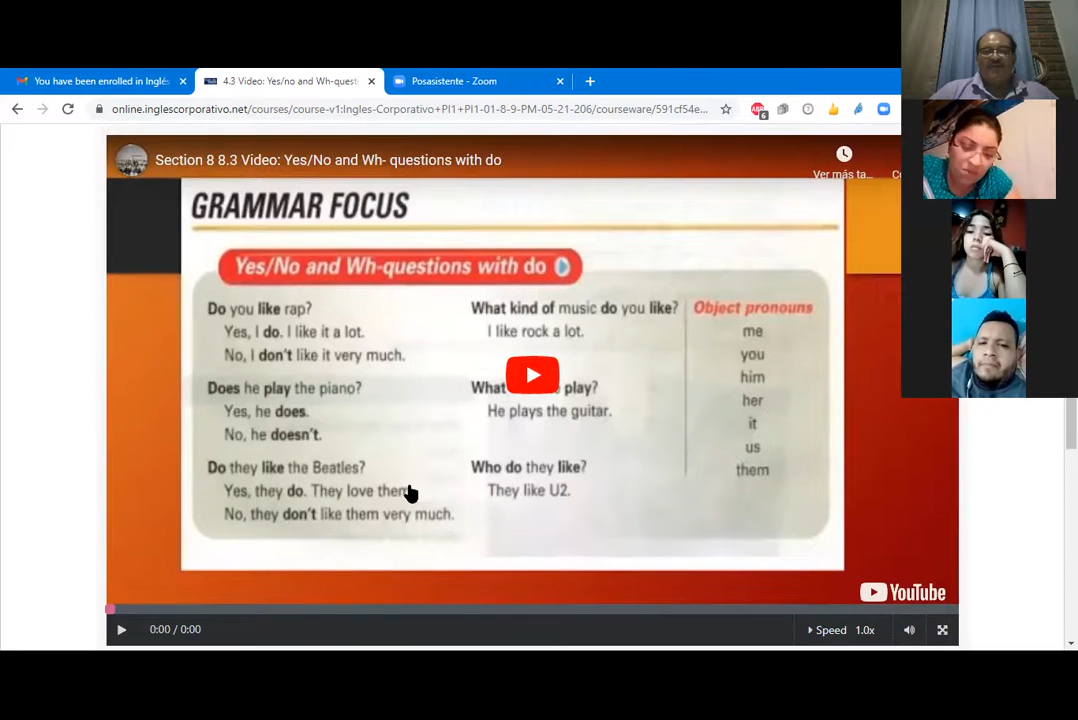 You have been enrolled in Inglé
4.3 Video: Yes/no and Wh-quest
Posasistente - Zoom
online.inglescorporativo.net/courses/course-v1:Ingles-Corporativo+PI1+PI1-01-8-9-PM-05-21-206/courseware/591cf54e...
6
Section 8 8.3 Video: Yes/No and Wh- questions with do
Ver más ta...
GRAMMAR FOCUS
Yes/No and Wh-questions with do
Do you like rap?
Yes, I do. I like it a lot.
No, I don't like it very much.
Does he play the piano?
Yes, he does.
No, he doesn't.
Do they like the Beatles?
Yes, they do. They love them
No, they don't like them very much.
What kind of music do you like?
I like rock a lot.
What play?
He plays the guitar.
Who do they like?
They like U2.
Object pronouns
me
you
him
her
it
us
them
YouTube
0:00 / 0:00
Speed 1.0x